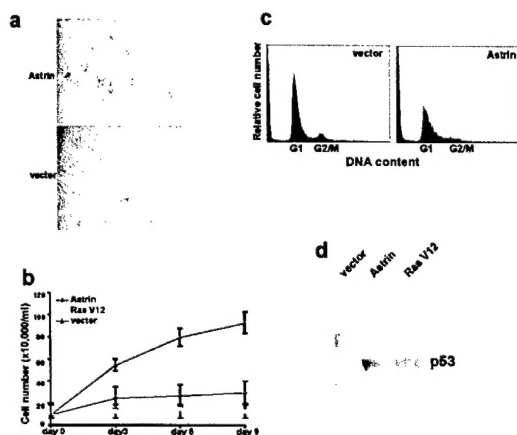 a
Astrin
vector
b
Astrin
Ras V12
vector
Cell number (x10,000/ml)
120
100
80
60
40
20
0
day 0
day3
day 6
day 9
c
Relative cell number
vector
Astrin
G1
G2/M
G1
G2/M
DNA content
d
vector
Astrin
Ras V12
p53